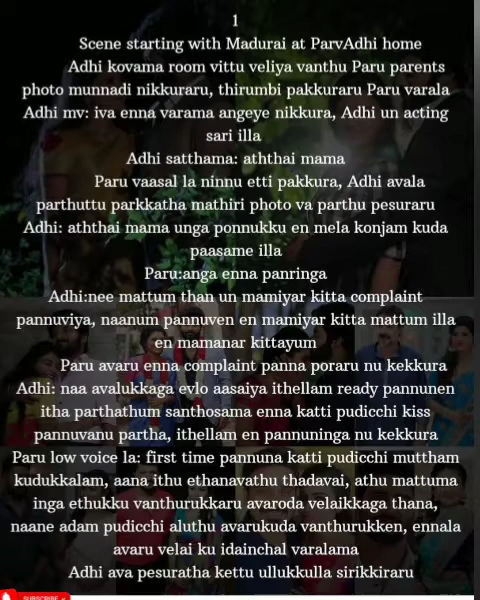 1
Scene starting with Madurai at ParvAdhi home
Adhi kovama room vittu veliya vanthu Paru parents
photo munnadi nikkuraru, thirumbi pakkuraru Paru varala
Adhi mv: iva enna varama angeye nikkura, Adhi un acting
sari illa
Adhi satthama: aththai mama
Paru vaasal la ninnu etti pakkura, Adhi avala
parthuttu parkkatha mathiri photo va parthu pesuraru
Adhi: aththai mama unga ponnukku en mela konjam kuda
paasame illa
Paru:anga enna panringa
Adhi:nee mattum than un mamiyar kitta complaint
pannuviya, naanum pannuven en mamiyar kitta mattum illa
en mamanar kittayum
Paru avaru enna complaint panna poraru nu kekkura
Adhi: naa avalukkaga evlo aasaiya ithellam ready pannunen
itha parthathum santhosama enna katti pudicchi kiss
pannuvanu partha, ithellam en pannuninga nu kekkura
Paru low voice la: first time pannuna katti pudicchi muttham
kudukkalam, aana ithu ethanavathu thadavai, athu mattuma
inga ethukku vanthurukkaru avaroda velaikkaga thana,
naane adam pudicchi aluthu avarukuda vanthurukken, ennala
avaru velai ku idainchal varalama
Adhi ava pesuratha kettu ullukkulla sirikkiraru
SUBSCRIBE